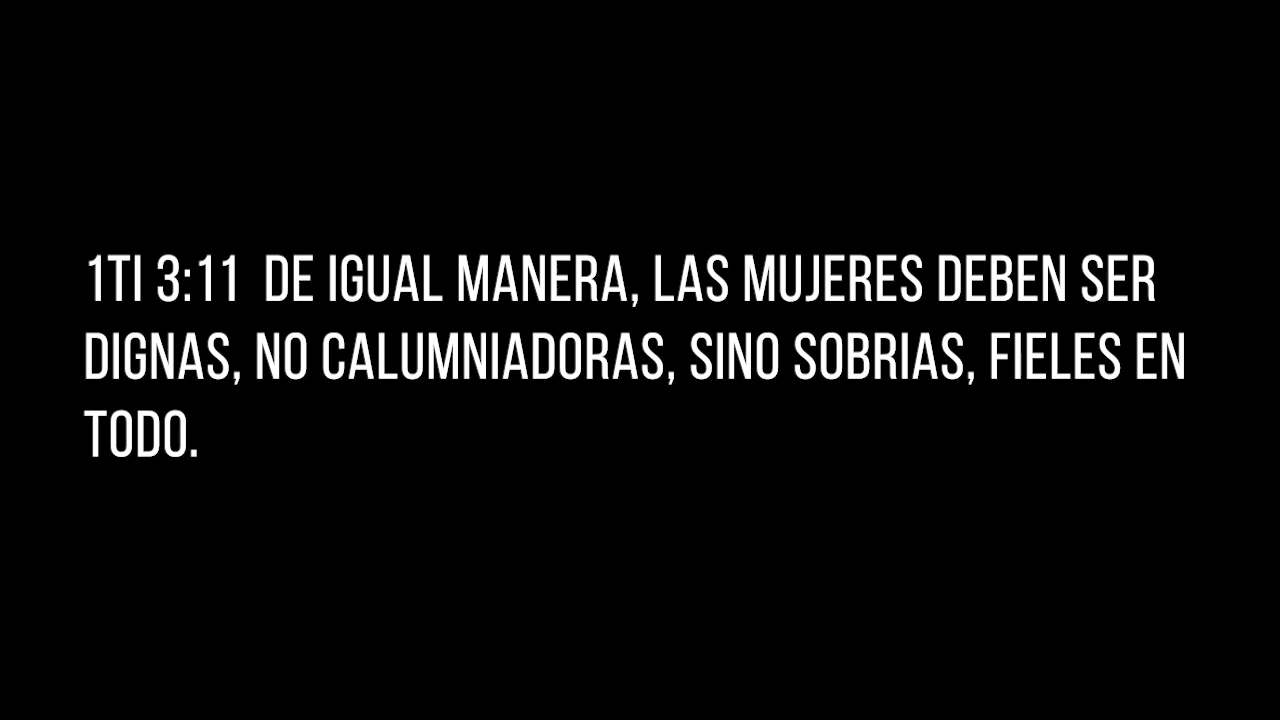 1TI 3:11  DE IGUAL MANERA, LAS MUJERES DEBEN SER
DIGNAS, NO CALUMNIADORAS, SINO SOBRIAS, FIELES EN
TODO.